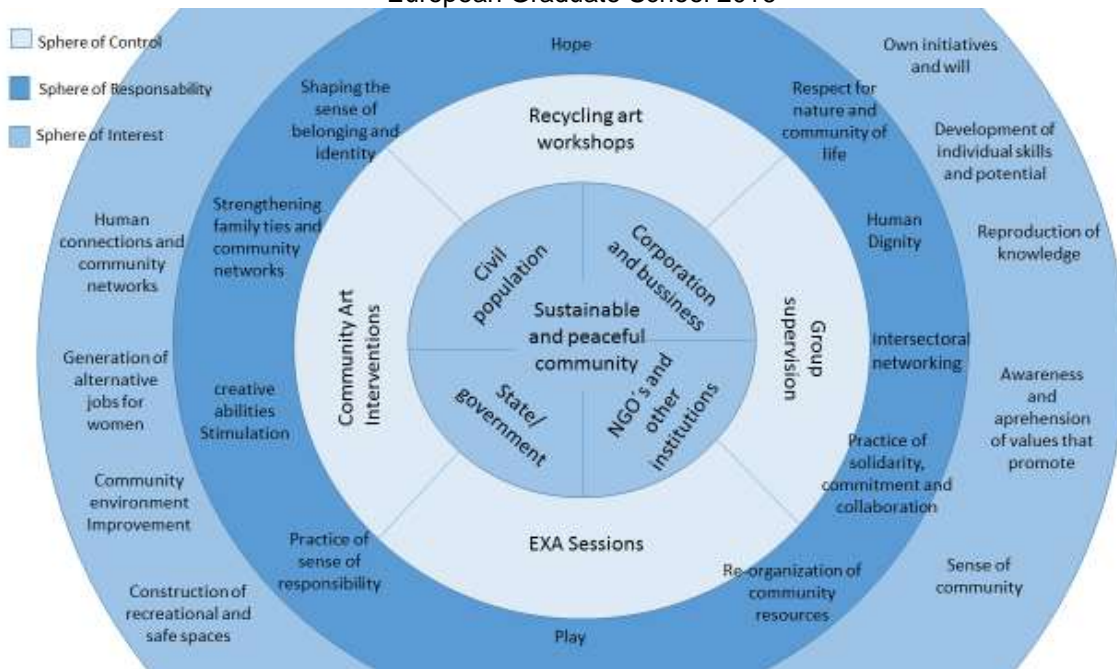 European Graduate School 2016
Sphere of Control
Sphere of Responsability
Sphere of Interest
Hope
Shaping the
sense of
belonging and
identity
Strengthening
family ties and
community
networks
creative
abilities
Stimulation
Practice of
sense of
responsibility
Play
Respect for
nature and
community of
life
Human
Dignity
Intersectoral
networking
Practice of
solidarity,
commitment and
collaboration
Re-organization of
community
resources
Human
connections and
community
networks
Generation of
alternative
jobs for
women
Community
environment
Improvement
Construction of
recreational and
safe spaces
Own initiatives
and will
Development of
individual skills
and potential
Reproduction of
knowledge
Awareness
and
aprehension
of values that
promote
Sense of
community
Recycling art
workshops
Group
supervision
EXA Sessions
Community Art
Interventions
Civil
population
Corporation
and bussiness
Sustainable
and peaceful
community
State/
government
NGO´s and
other
institutions